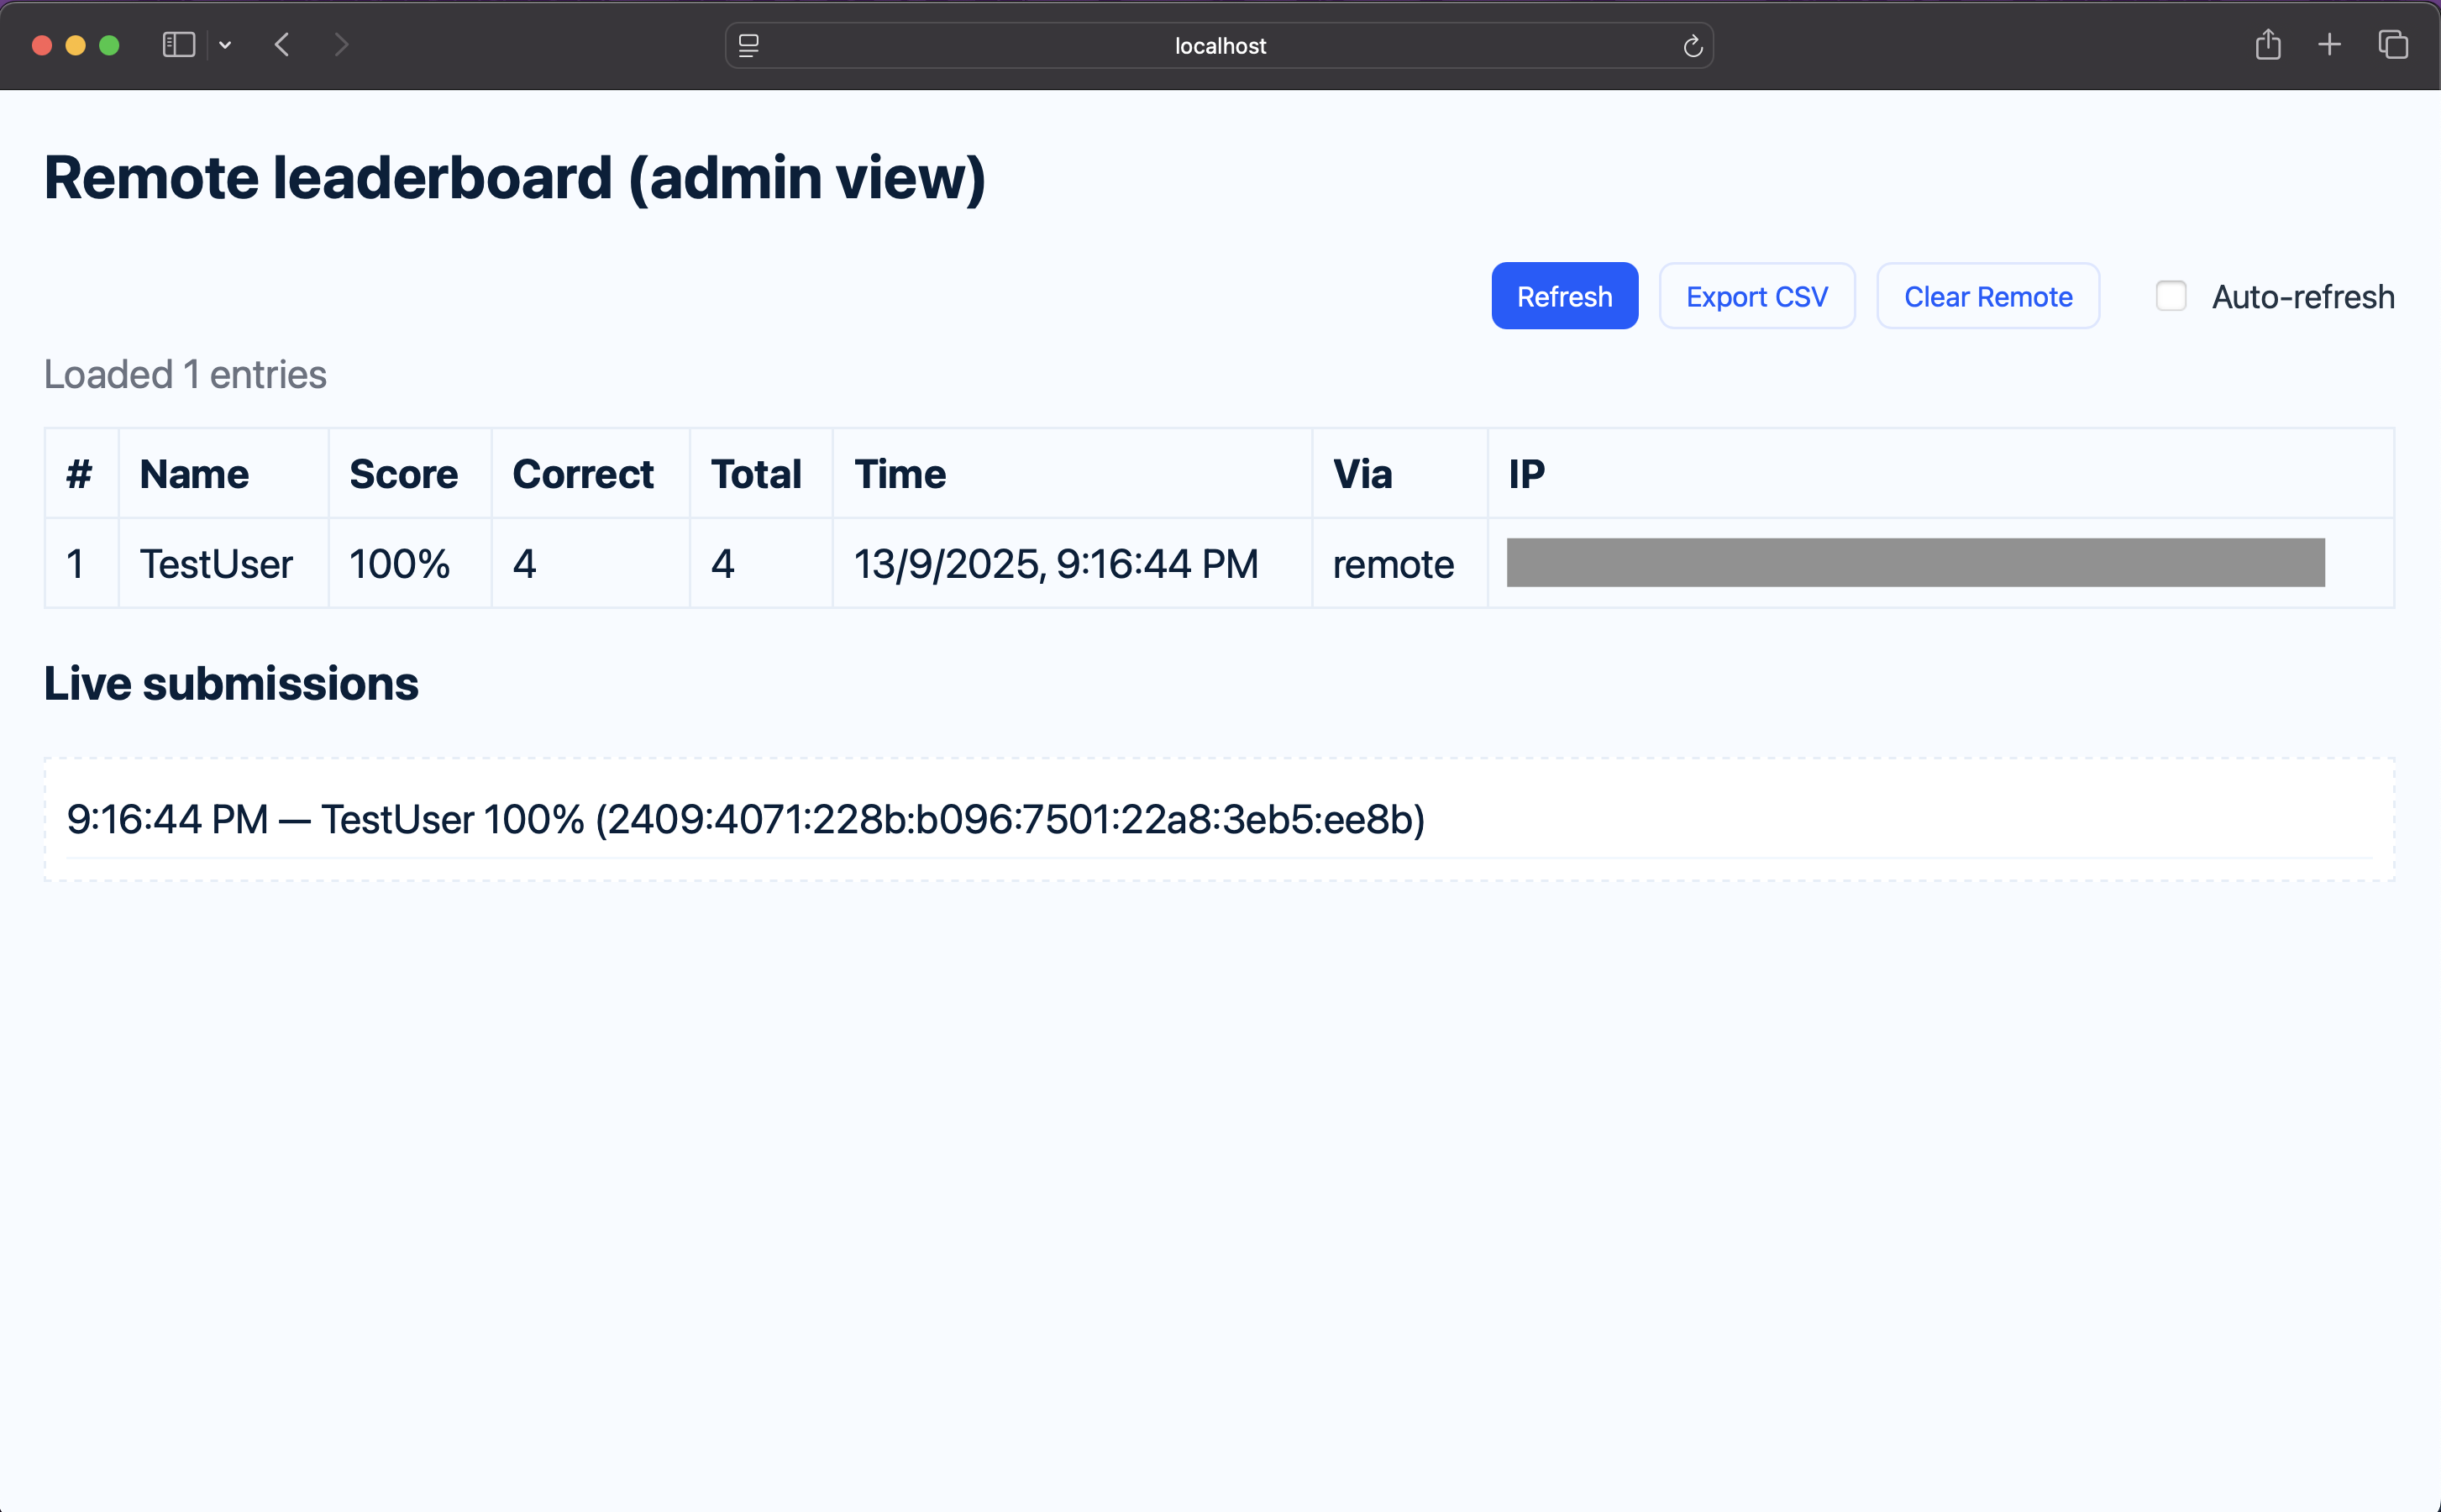 localhost
Remote leaderboard (admin view)
Refresh Export CSV Clear Remote Auto-refresh
Loaded 1 entries
# Name Score Correct Total Time Via IP
1 TestUser 100% 4 4 13/9/2025, 9:16:44 PM remote
Live submissions
9:16:44 PM — TestUser 100% (2409:4071:228b:b096:7501:22a8:3eb5:ee8b)